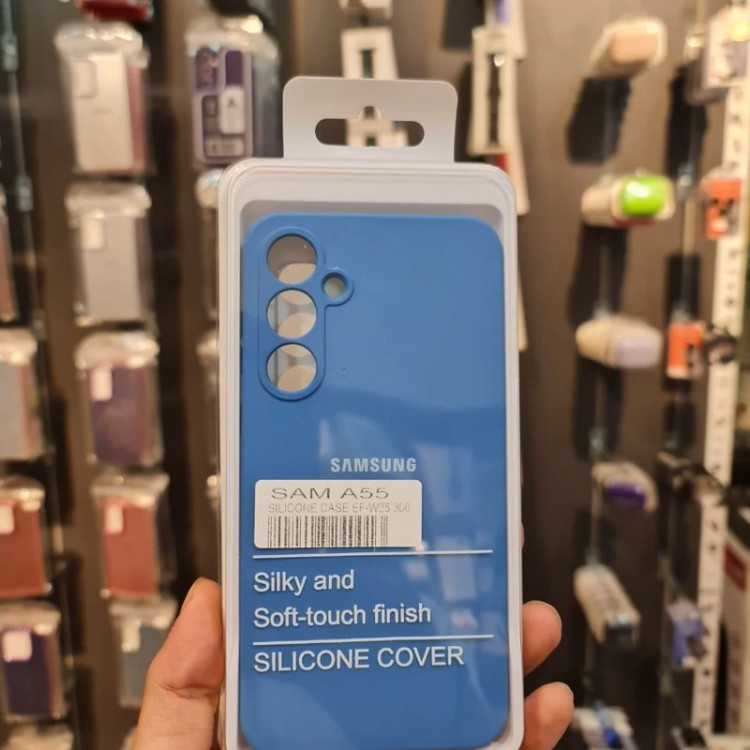 SAMSUNG
SAM A55
SILICONE CASE EF-W25 300
Silky and
Soft-touch finish
SILICONE COVER